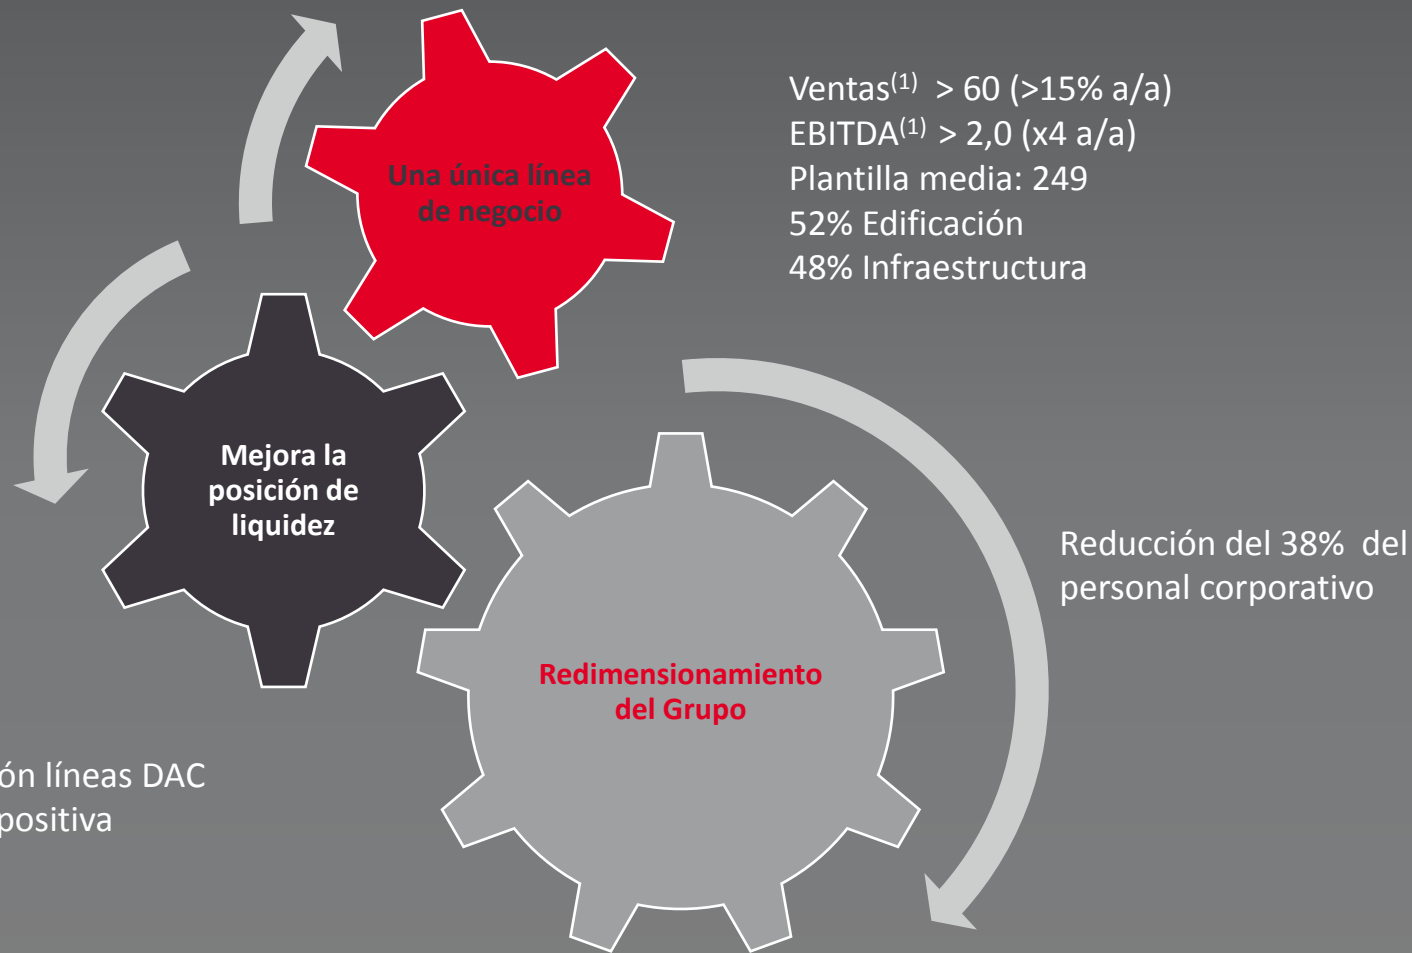 Una única línea
de negocio
Ventas(1) > 60 (>15% a/a)
EBITDA(1) > 2,0 (x4 a/a)
Plantilla media: 249
52% Edificación
48% Infraestructura
Mejora la
posición de
liquidez
Redimensionamiento
del Grupo
Reducción del 38% del
personal corporativo
ón líneas DAC
positiva